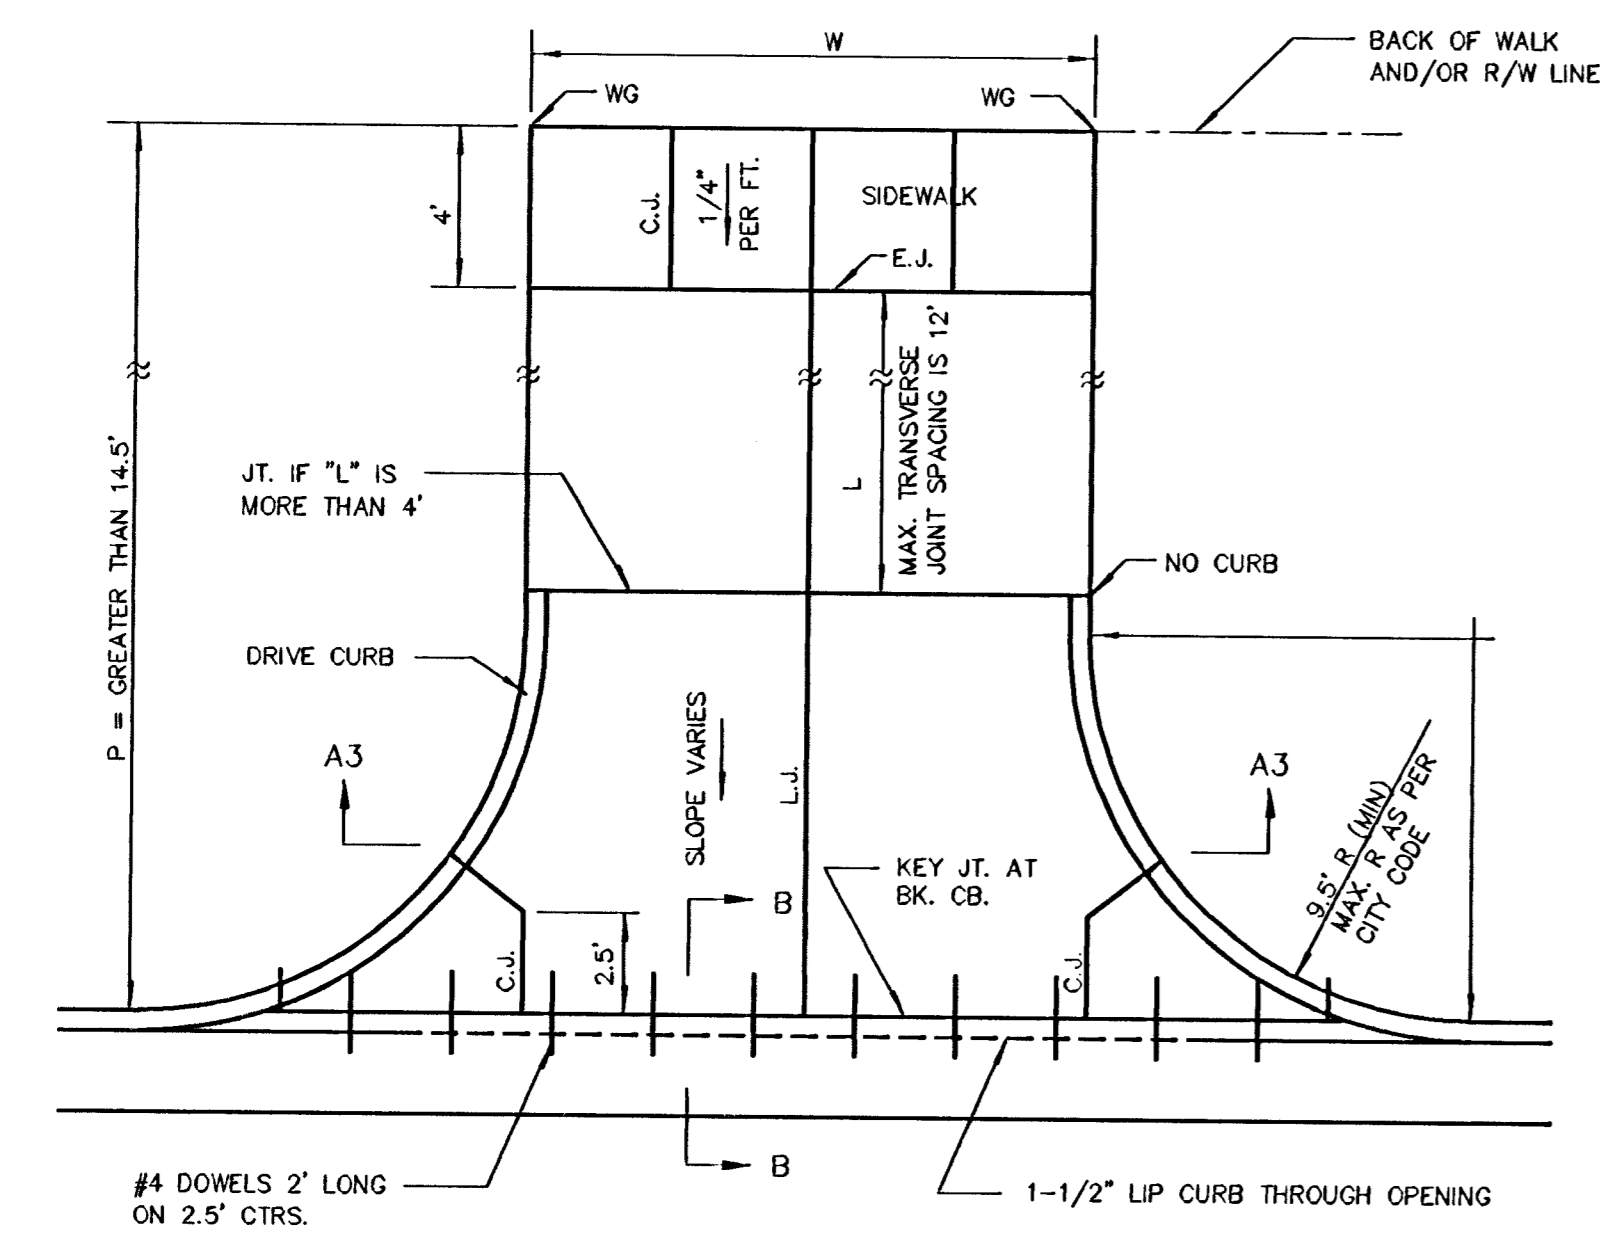 W
BACK OF WALK
AND/OR R/W LINE
WG
WG
4'
C.J.
1/4"
PER FT.
SIDEWALK
E.J.
MAX. TRANSVERSE
JOINT SPACING IS 12'
L
JT. IF "L" IS
MORE THAN 4'
P = GREATER THAN 14.5'
NO CURB
DRIVE CURB
SLOPE VARIES
L.J.
A3
A3
9.5' R (MIN)
MAX. R AS PER
CITY CODE
KEY JT. AT
BK. CB.
B
C.J.
2.5'
C.J.
B
#4 DOWELS 2' LONG
ON 2.5' CTRS.
1-1/2" LIP CURB THROUGH OPENING